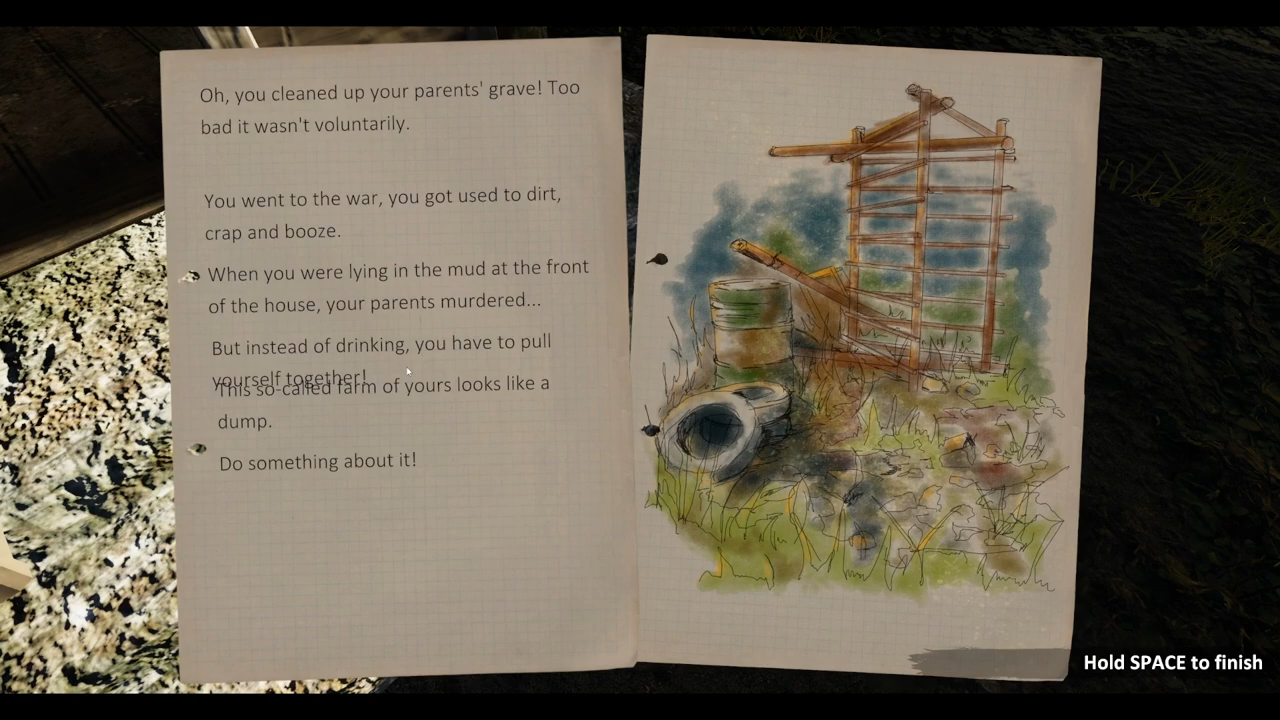 Oh, you cleaned up your parents' grave! Too
bad it wasn't voluntarily.
You went to the war, you got used to dirt,
crap and booze.
When you were lying in the mud at the front
of the house, your parents murdered...
But instead of drinking, you have to pull
yourself together!
This so-called farm of yours looks like a
dump.
Do something about it!
Hold SPACE to finish